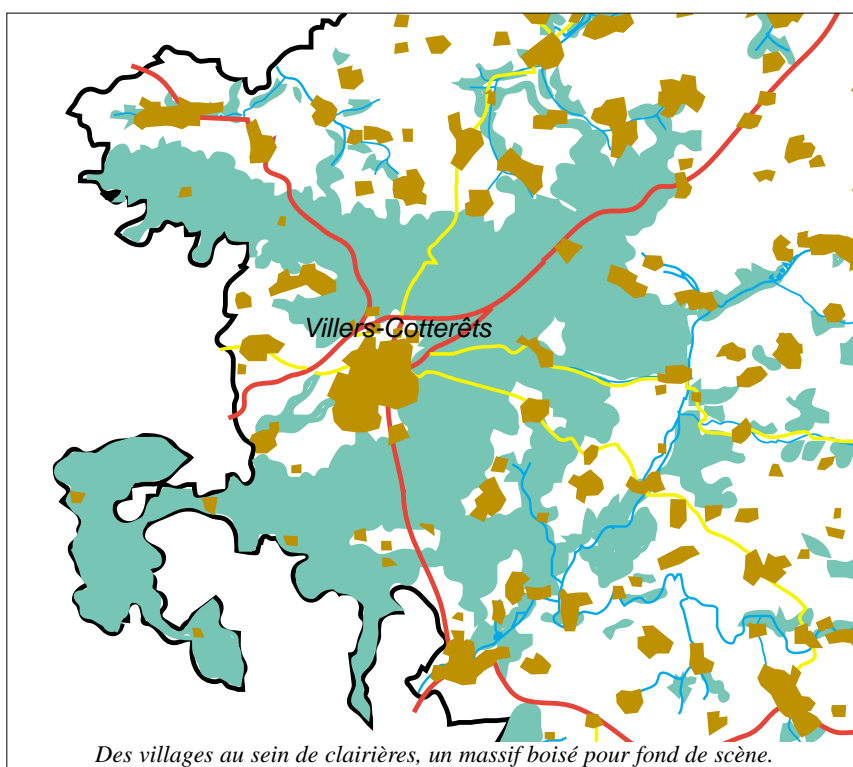 Villers-Cotterêts
Des villages au sein de clairières, un massif boisé pour fond de scène.